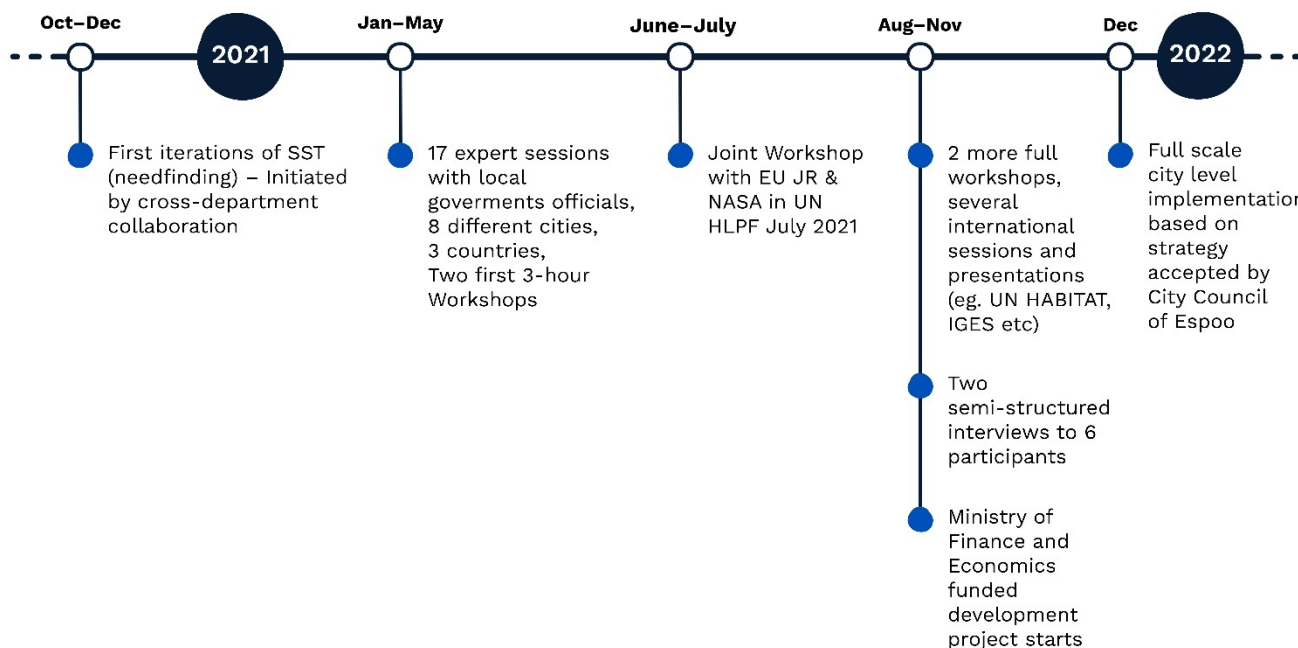 Oct–Dec
2021
Jan–May
June–July
Aug–Nov
Dec
2022
First iterations of SST
(needfinding) – Initiated
by cross-department
collaboration
17 expert sessions
with local
goverments officials,
8 different cities,
3 countries,
Two first 3-hour
Workshops
Joint Workshop
with EU JR &
NASA in UN
HLPF July 2021
2 more full
workshops,
several
international
sessions and
presentations
(eg. UN HABITAT,
IGES etc)
Two
semi-structured
interviews to 6
participants
Ministry of
Finance and
Economics
funded
development
project starts
Full scale
city level
implementation
based on
strategy
accepted by
City Council
of Espoo